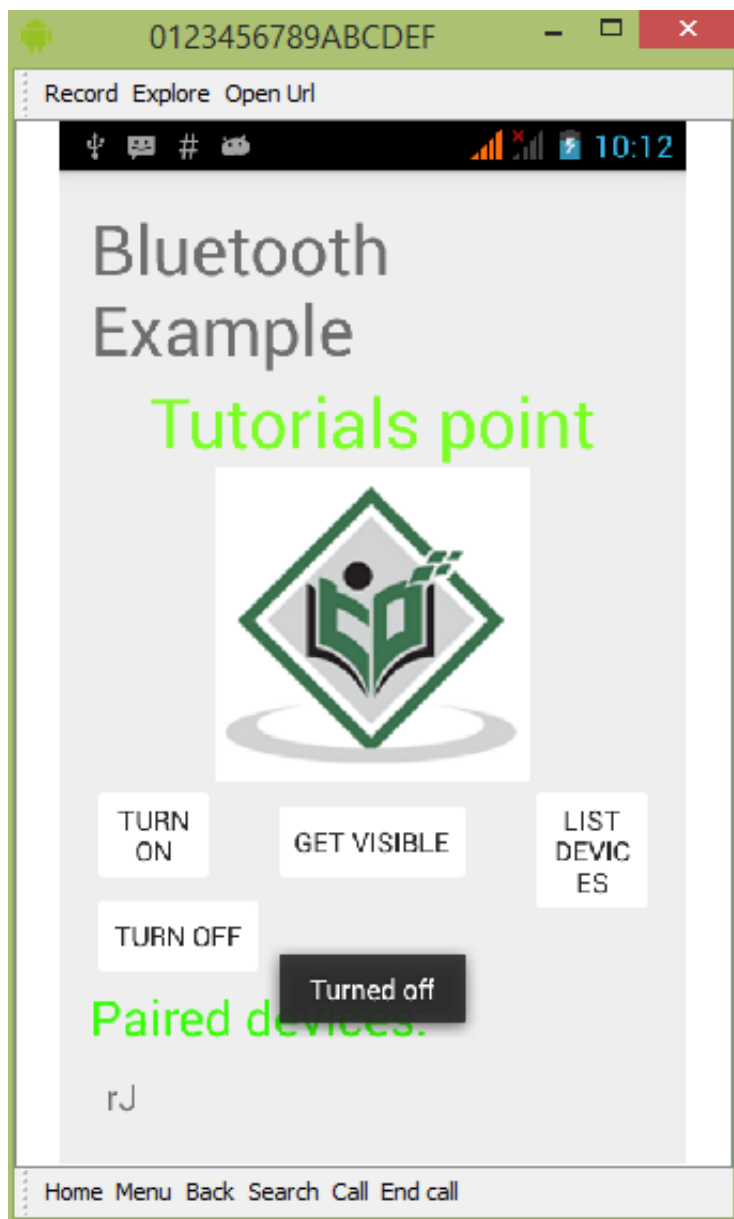 0123456789ABCDEF
Record Explore Open Url
10:12
Bluetooth
Example
Tutorials point
TURN
ON
GET VISIBLE
LIST
DEVIC
ES
TURN OFF
Turned off
Paired devices:
rJ
Home Menu Back Search Call End call